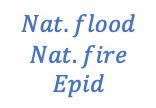 Nat. flood
Nat. fire
Epid